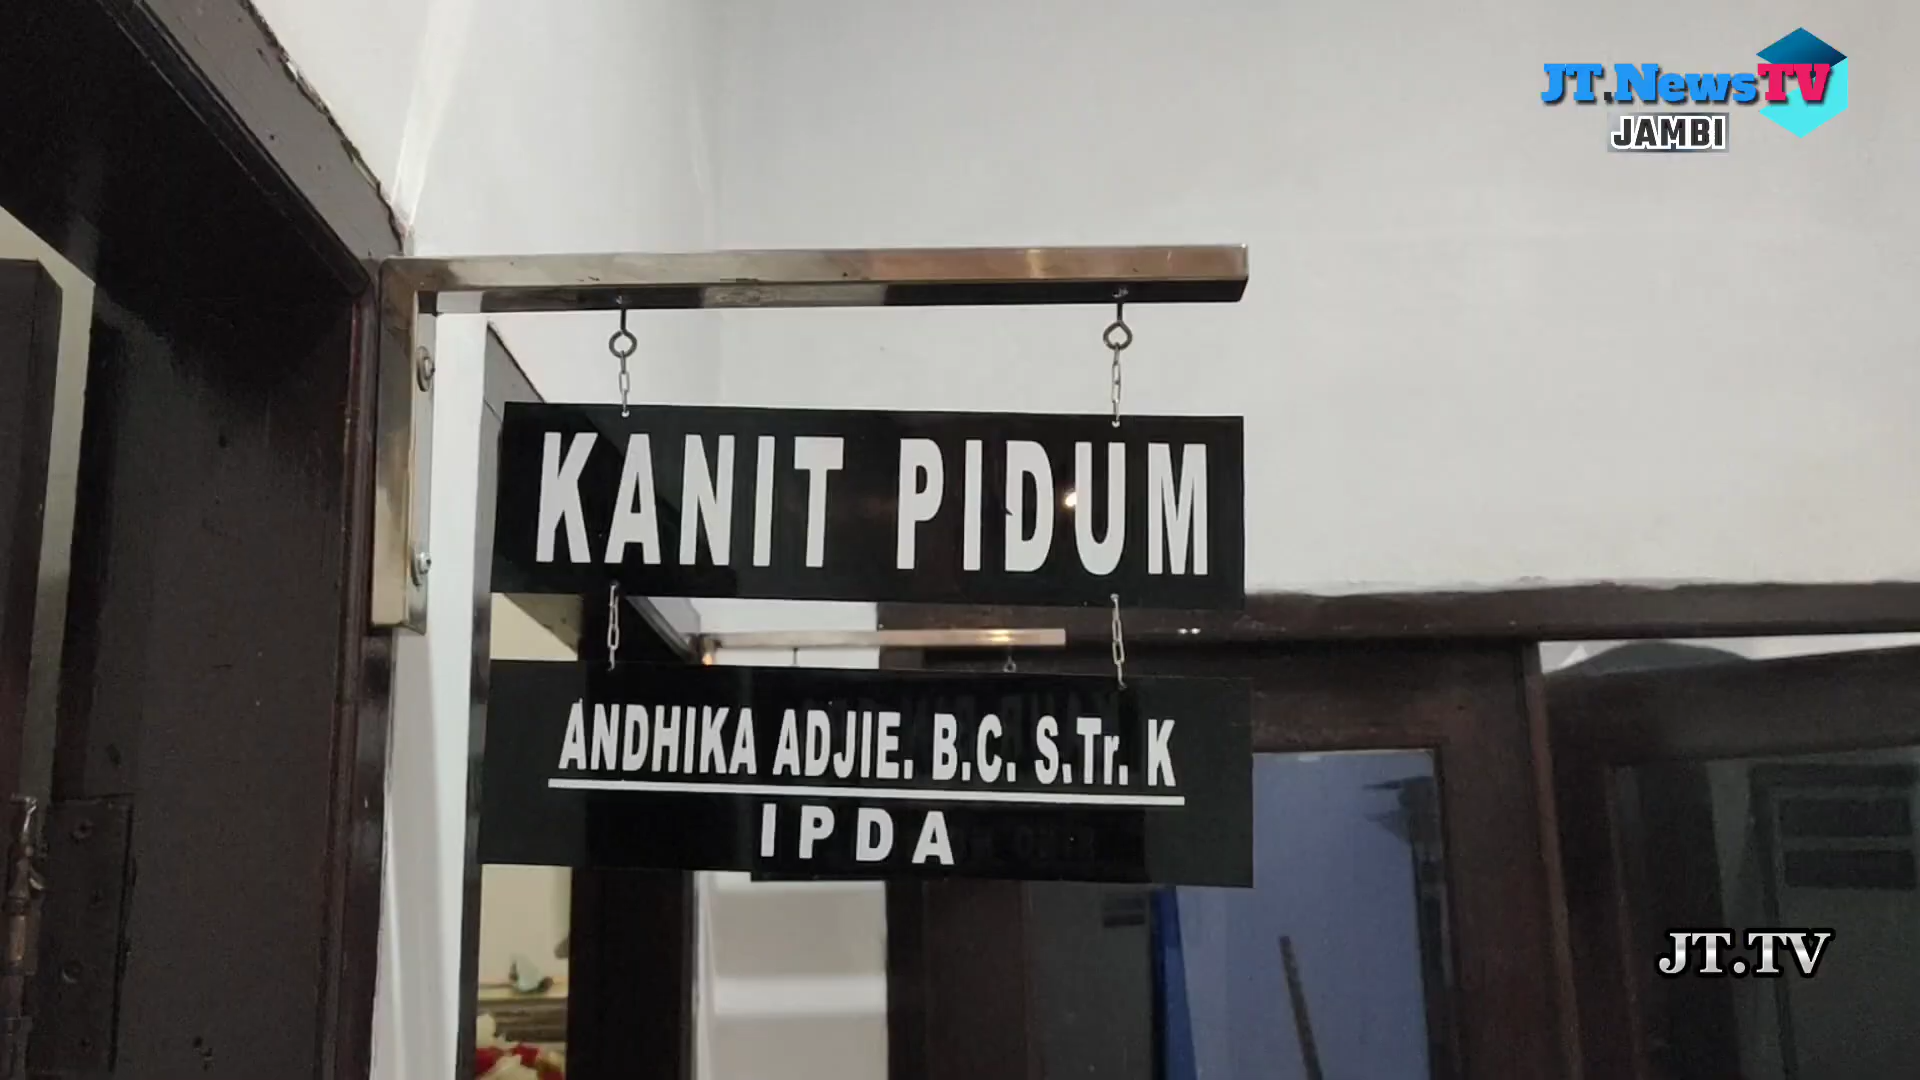 JT.NewsTV
JAMBI
KANIT PIDUM
ANDHIKA ADJIE. B.C. S.Tr. K
IPDA
JT.TV